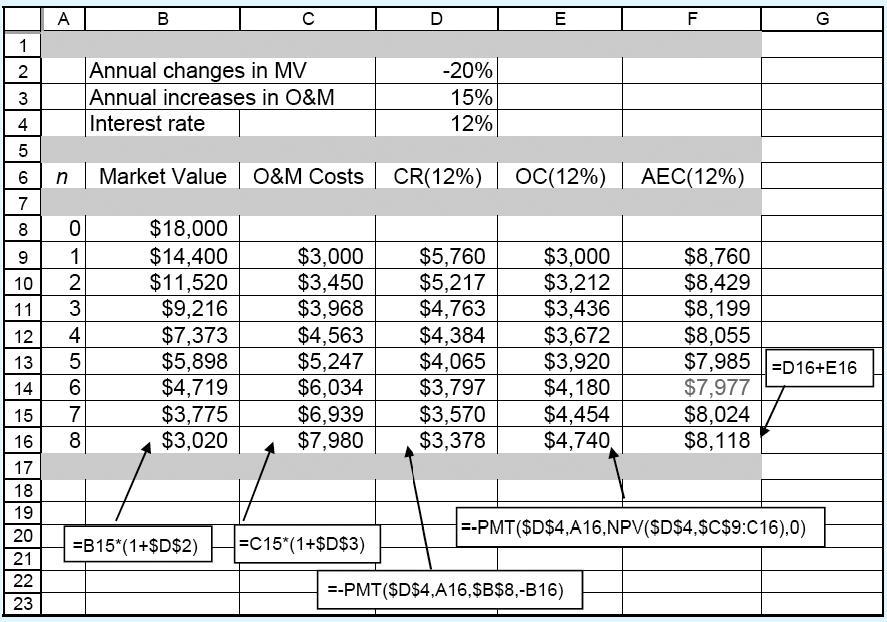 A B C D E F G
1
2 Annual changes in MV -20%
3 Annual increases in O&M 15%
4 Interest rate 12%
5
6 n Market Value O&M Costs CR(12%) OC(12%) AEC(12%)
7
8 0 $18,000
9 1 $14,400 $3,000 $5,760 $3,000 $8,760
10 2 $11,520 $3,450 $5,217 $3,212 $8,429
11 3 $9,216 $3,968 $4,763 $3,436 $8,199
12 4 $7,373 $4,563 $4,384 $3,672 $8,055
13 5 $5,898 $5,247 $4,065 $3,920 $7,985
=D16+E16
14 6 $4,719 $6,034 $3,797 $4,180 $7,977
15 7 $3,775 $6,939 $3,570 $4,454 $8,024
16 8 $3,020 $7,980 $3,378 $4,740 $8,118
17
18
19
=-PMT($D$4,A16,NPV($D$4,$C$9:C16),0)
20
=B15*(1+$D$2) =C15*(1+$D$3)
21
22
=-PMT($D$4,A16,$B$8,-B16)
23